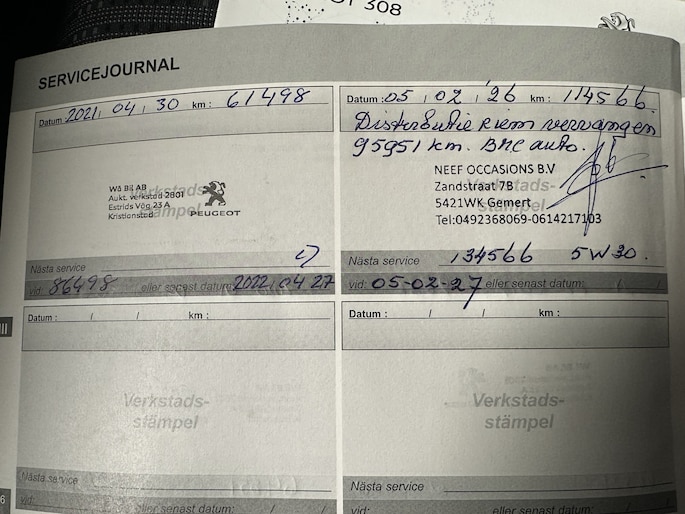 308
SERVICEJOURNAL
Datum 2021 / 04 / 30 km : 61498
Verkstads-
stämpel
Wå Bil AB
Aukt. verkstad 2801
Estrids Väg 23 A
Kristianstad
PEUGEOT
Nästa service
vid: 86498 eller senast datum: 2022 / 04 / 27
Datum : 05 / 02 / '26 km : 114566
Distributie Riem vervangen
95951 km. BMC auto.
Verkstads-
stämpel
NEEF OCCASIONS B.V
Zandstraat 7B
5421WK Gemert
Tel:0492368069-0614217103
Nästa service 134566 5W30.
vid: 05-02-27 eller senast datum: / /
Datum : / / km :
Verkstads-
stämpel
Nästa service
vid: eller senast datum: / /
Datum : / / km :
Verkstads-
stämpel
Nästa service
vid: eller senast datum: / /